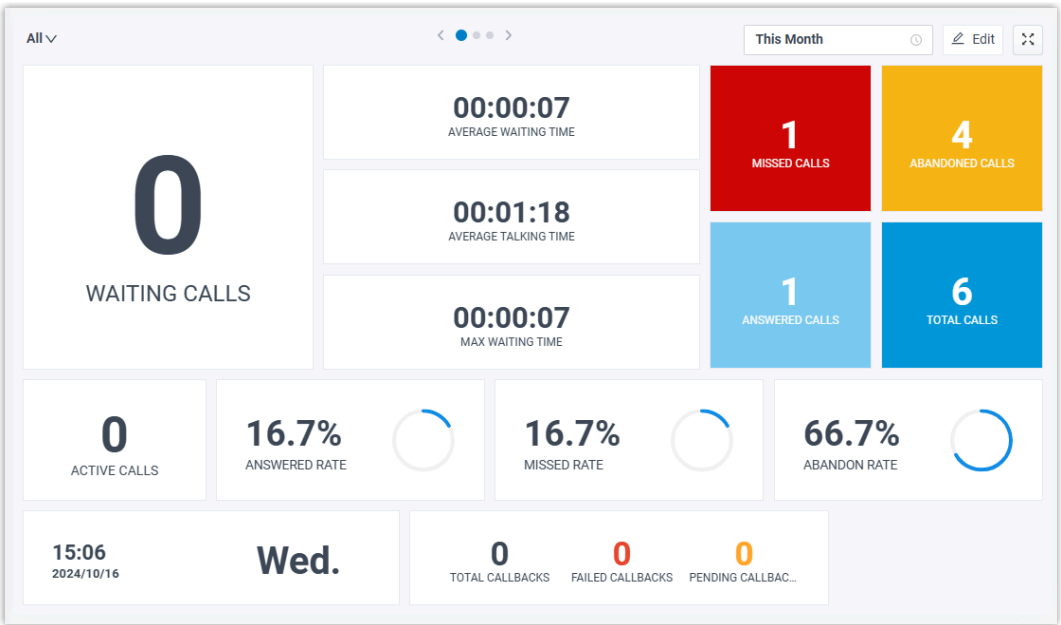 All
This Month
Edit
0
WAITING CALLS
00:00:07
AVERAGE WAITING TIME
00:01:18
AVERAGE TALKING TIME
00:00:07
MAX WAITING TIME
1
MISSED CALLS
4
ABANDONED CALLS
1
ANSWERED CALLS
6
TOTAL CALLS
0
ACTIVE CALLS
16.7%
ANSWERED RATE
16.7%
MISSED RATE
66.7%
ABANDON RATE
15:06
2024/10/16
Wed.
0
TOTAL CALLBACKS
0
FAILED CALLBACKS
0
PENDING CALLBAC...